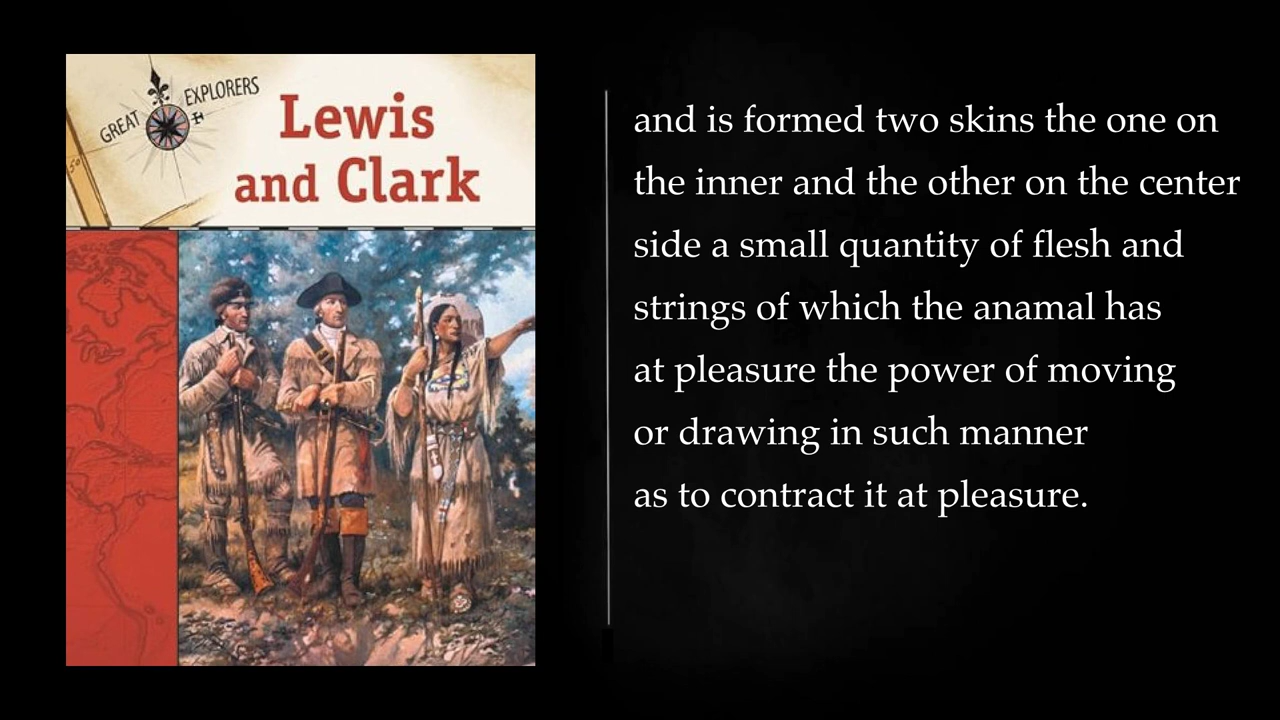 GREAT EXPLORERS
Lewis
and Clark
50
and is formed two skins the one on
the inner and the other on the center
side a small quantity of flesh and
strings of which the anamal has
at pleasure the power of moving
or drawing in such manner
as to contract it at pleasure.